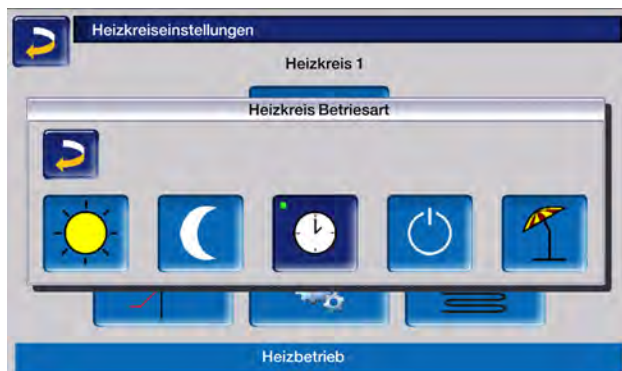 Heizkreiseinstellungen
Heizkreis 1
Heizkreis Betriesart
Heizbetrieb